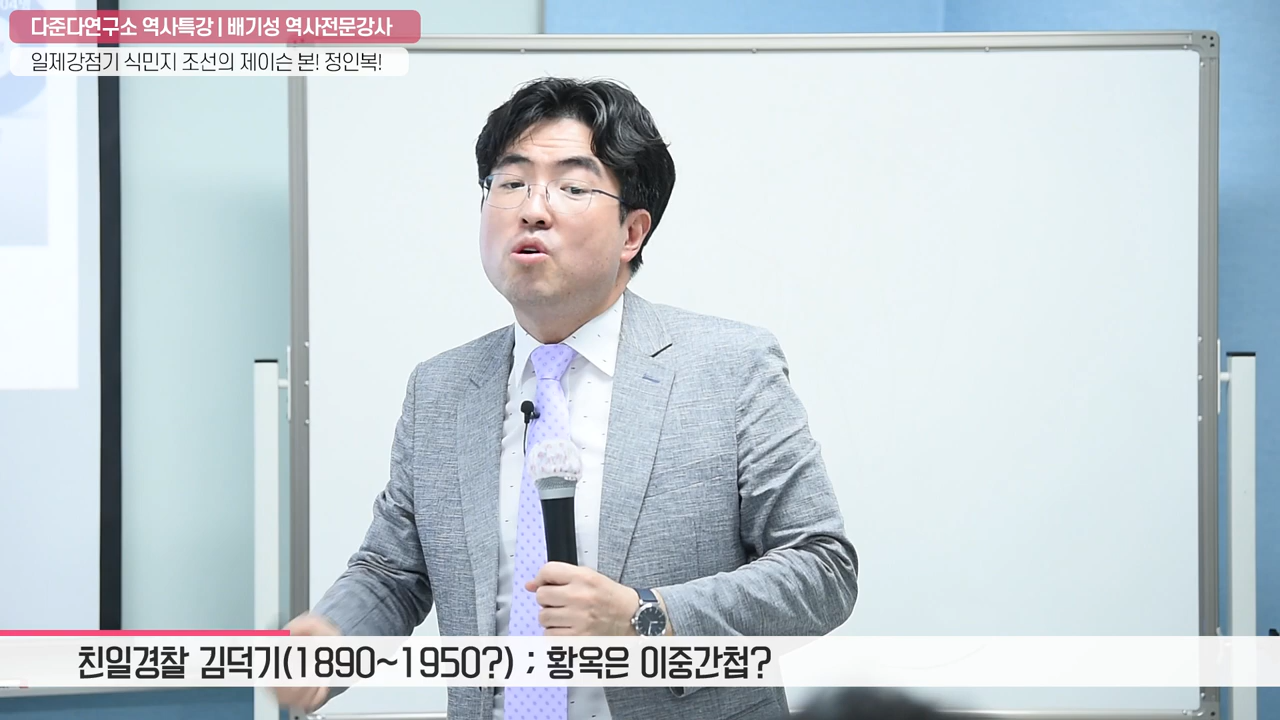 다준다연구소 역사특강 | 배기성 역사전문강사
일제강점기 식민지 조선의 제이슨 본! 정인복!
친일경찰 김덕기(1890~1950?) ; 황옥은 이중간첩?